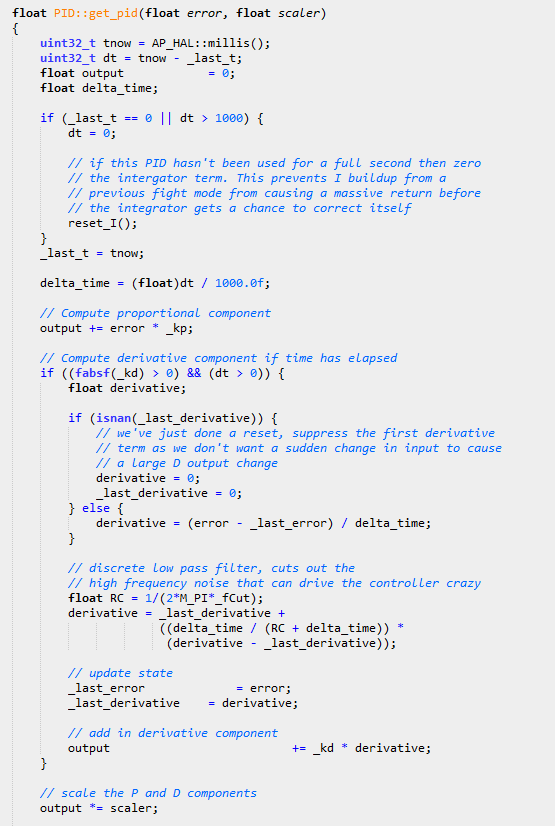 float PID::get_pid(float error, float scaler)
{
    uint32_t tnow = AP_HAL::millis();
    uint32_t dt = tnow - _last_t;
    float output            = 0;
    float delta_time;

    if (_last_t == 0 || dt > 1000) {
        dt = 0;

        // if this PID hasn't been used for a full second then zero
        // the intergator term. This prevents I buildup from a
        // previous fight mode from causing a massive return before
        // the integrator gets a chance to correct itself
        reset_I();
    }
    _last_t = tnow;

    delta_time = (float)dt / 1000.0f;

    // Compute proportional component
    output += error * _kp;

    // Compute derivative component if time has elapsed
    if ((fabsf(_kd) > 0) && (dt > 0)) {
        float derivative;

        if (isnan(_last_derivative)) {
            // we've just done a reset, suppress the first derivative
            // term as we don't want a sudden change in input to cause
            // a large D output change
            derivative = 0;
            _last_derivative = 0;
        } else {
            derivative = (error - _last_error) / delta_time;
        }

        // discrete low pass filter, cuts out the
        // high frequency noise that can drive the controller crazy
        float RC = 1/(2*M_PI*_fCut);
        derivative = _last_derivative +
                     ((delta_time / (RC + delta_time)) *
                      (derivative - _last_derivative));

        // update state
        _last_error             = error;
        _last_derivative    = derivative;

        // add in derivative component
        output                          += _kd * derivative;
    }

    // scale the P and D components
    output *= scaler;